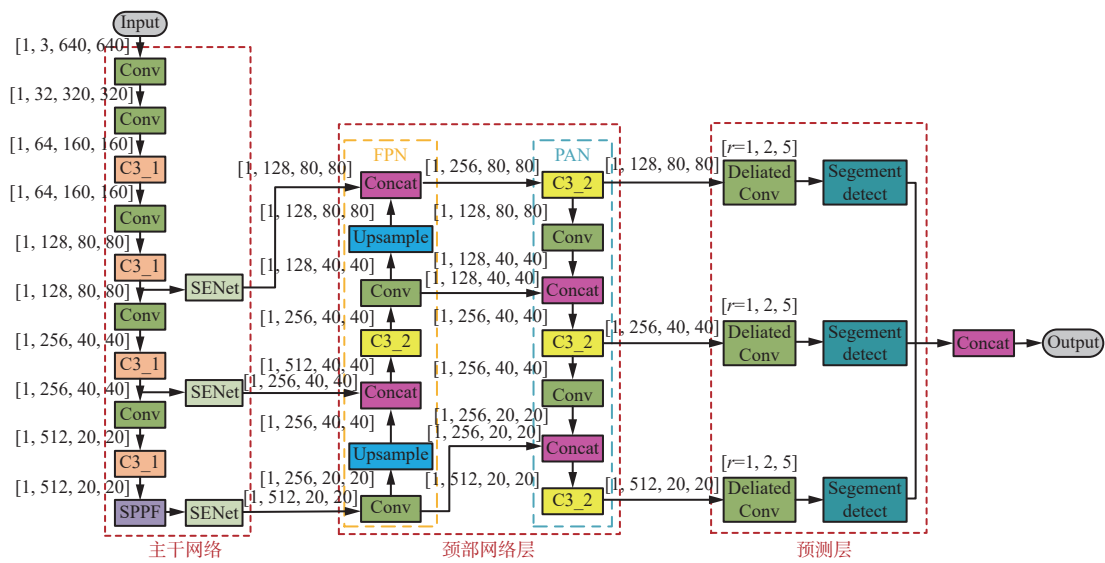 Input
[1, 3, 640, 640]
Conv
[1, 32, 320, 320]
Conv
[1, 64, 160, 160]
C3_1
[1, 64, 160, 160]
Conv
[1, 128, 80, 80]
C3_1
[1, 128, 80, 80]
SENet
Conv
[1, 256, 40, 40]
C3_1
[1, 256, 40, 40]
SENet
Conv
[1, 512, 20, 20]
C3_1
[1, 512, 20, 20]
SPPF
SENet
主干网络
FPN
[1, 128, 80, 80]
Concat
[1, 128, 80, 80]
Upsample
[1, 128, 40, 40]
Conv
[1, 256, 40, 40]
C3_2
[1, 512, 40, 40]
[1, 256, 40, 40]
Concat
[1, 256, 40, 40]
Upsample
[1, 256, 20, 20]
[1, 512, 20, 20]
Conv
PAN
[1, 256, 80, 80]
C3_2
[1, 128, 80, 80]
Conv
[1, 128, 40, 40]
[1, 128, 40, 40]
Concat
[1, 256, 40, 40]
C3_2
[1, 256, 40, 40]
Conv
[1, 256, 20, 20]
[1, 256, 20, 20]
Concat
[1, 512, 20, 20]
C3_2
颈部网络层
[1, 128, 80, 80]
[r=1, 2, 5]
Deliated
Conv
Segement
detect
[1, 256, 40, 40]
[r=1, 2, 5]
Deliated
Conv
Segement
detect
[1, 512, 20, 20]
[r=1, 2, 5]
Deliated
Conv
Segement
detect
预测层
Concat
Output